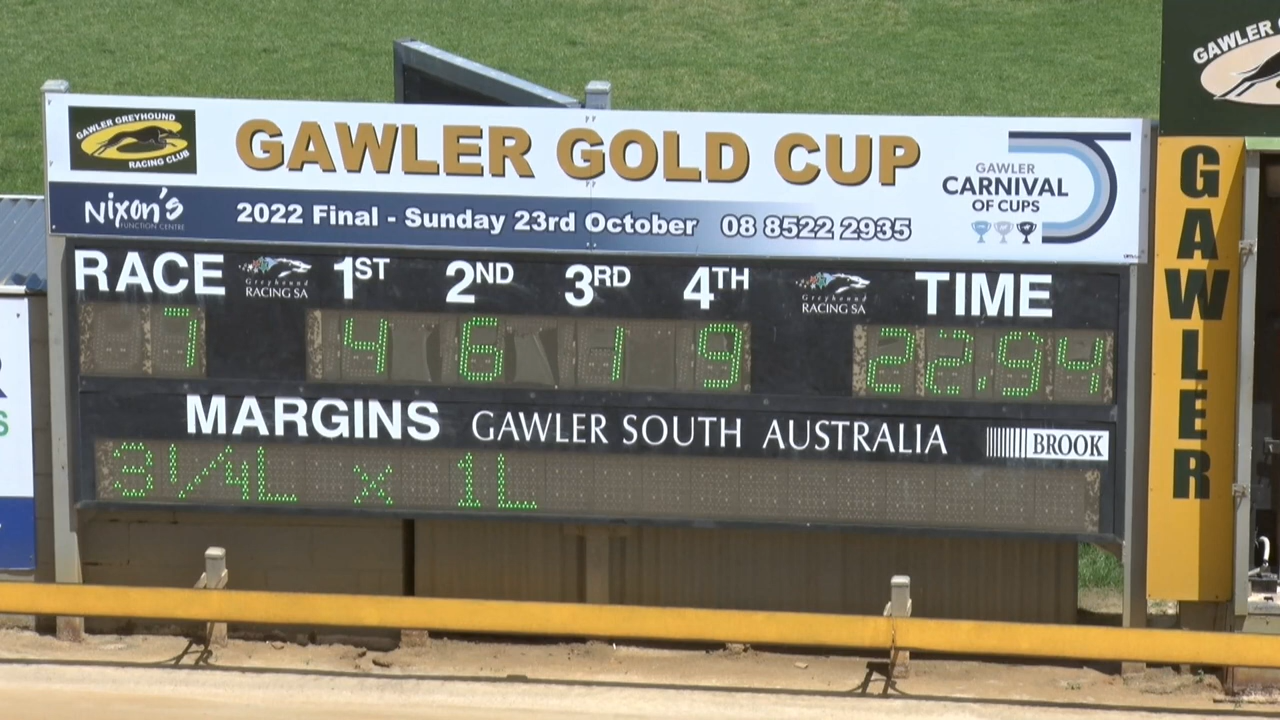 GAWLER GREYHOUND
RACING CLUB
GAWLER GOLD CUP
GAWLER
CARNIVAL
OF CUPS
Nixon's
FUNCTION CENTRE
2022 Final - Sunday 23rd October 08 8522 2935
RACE Greyhound RACING SA 1ST 2ND 3RD 4TH Greyhound RACING SA TIME
7 4 6 1 9 22.94
MARGINS GAWLER SOUTH AUSTRALIA BROOK
3 1/4L x 1L
GAWLER
GAWLER
R
S